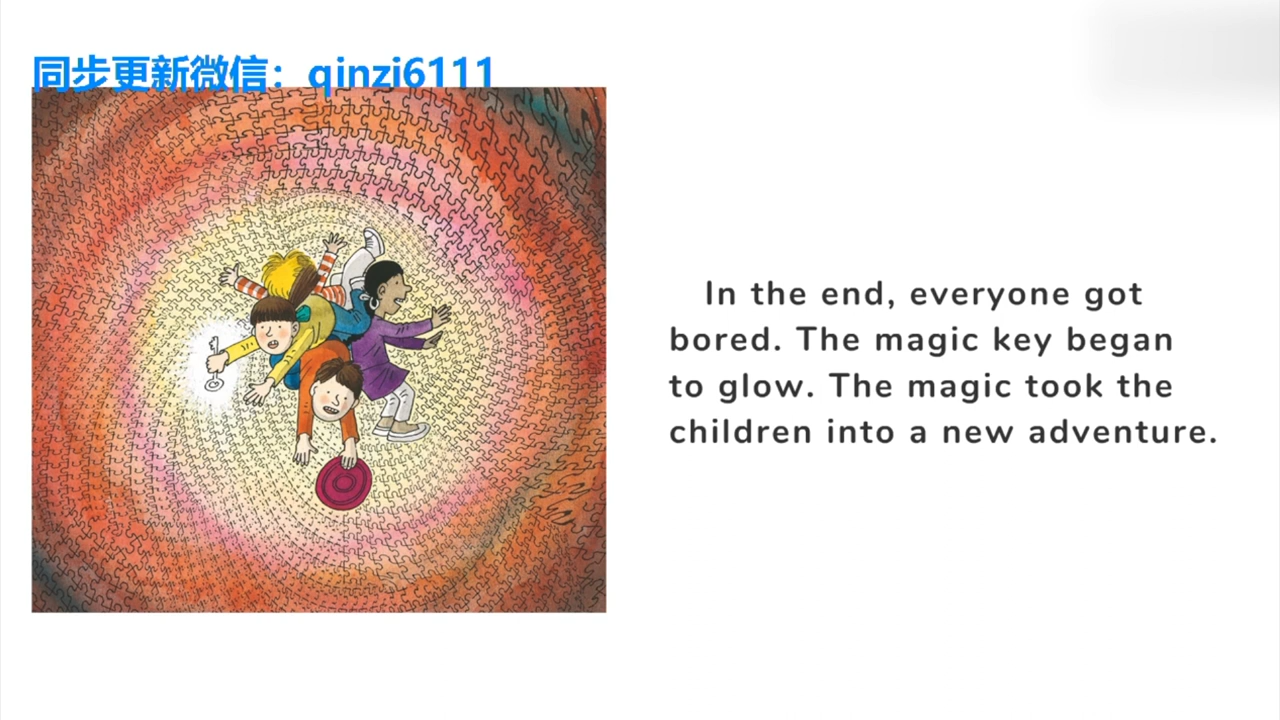 同步更新微信：qinzi6111
In the end, everyone got
bored. The magic key began
to glow. The magic took the
children into a new adventure.